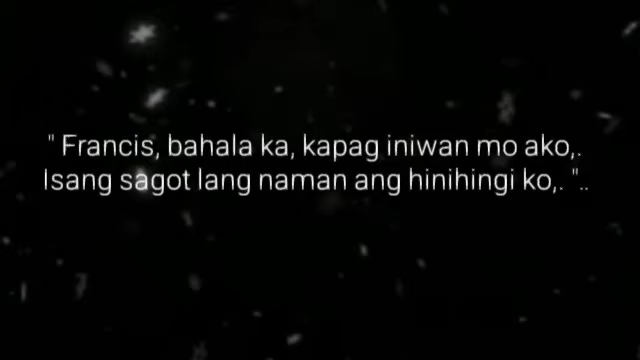 " Francis, bahala ka, kapag iniwan mo ako,.
Isang sagot lang naman ang hinihingi ko,. "..